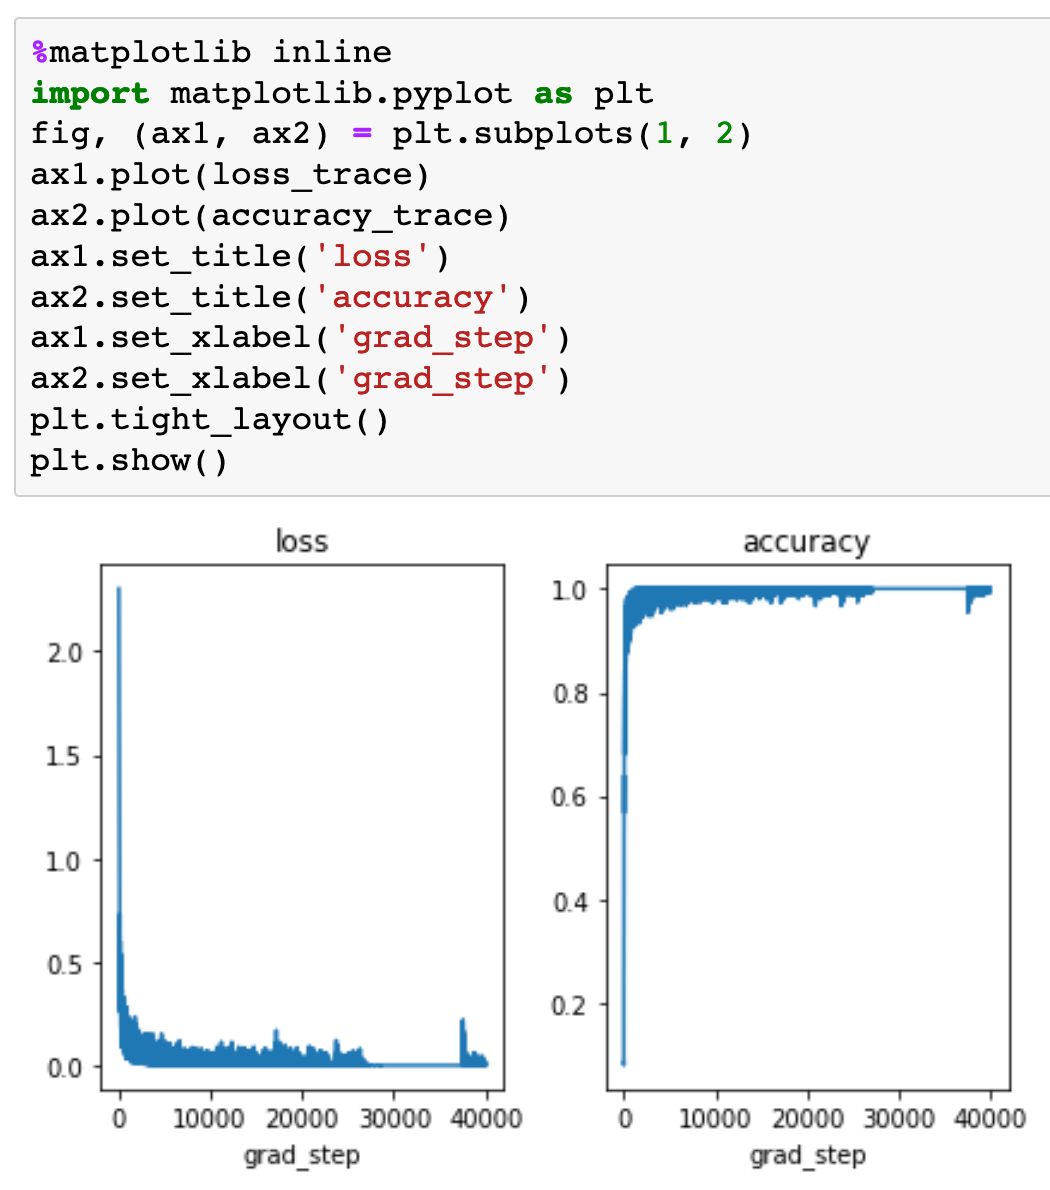 %matplotlib inline
import matplotlib.pyplot as plt
fig, (ax1, ax2) = plt.subplots(1, 2)
ax1.plot(loss_trace)
ax2.plot(accuracy_trace)
ax1.set_title('loss')
ax2.set_title('accuracy')
ax1.set_xlabel('grad_step')
ax2.set_xlabel('grad_step')
plt.tight_layout()
plt.show()
loss
2.0
1.5
1.0
0.5
0.0
0 10000 20000 30000 40000
grad_step
accuracy
1.0
0.8
0.6
0.4
0.2
0 10000 20000 30000 40000
grad_step